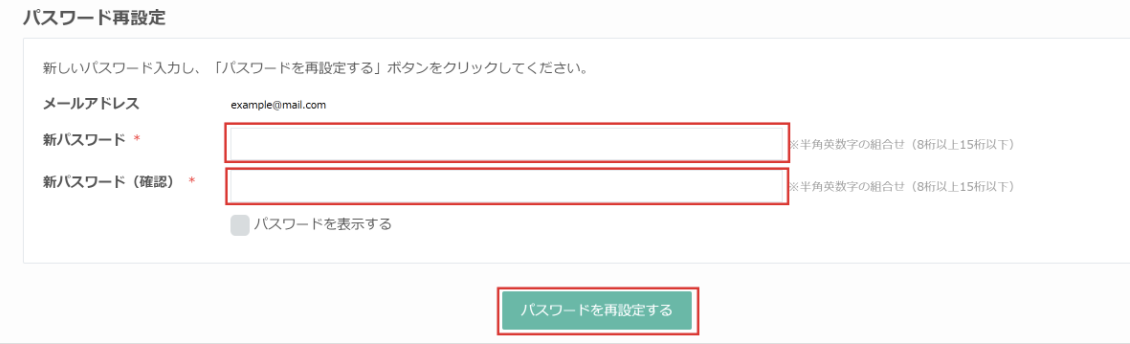 パスワード再設定
新しいパスワード入力し、「パスワードを再設定する」ボタンをクリックしてください。
メールアドレス example@mail.com
新パスワード * ※半角英数字の組合せ（8桁以上15桁以下）
新パスワード（確認） * ※半角英数字の組合せ（8桁以上15桁以下）
パスワードを表示する
パスワードを再設定する